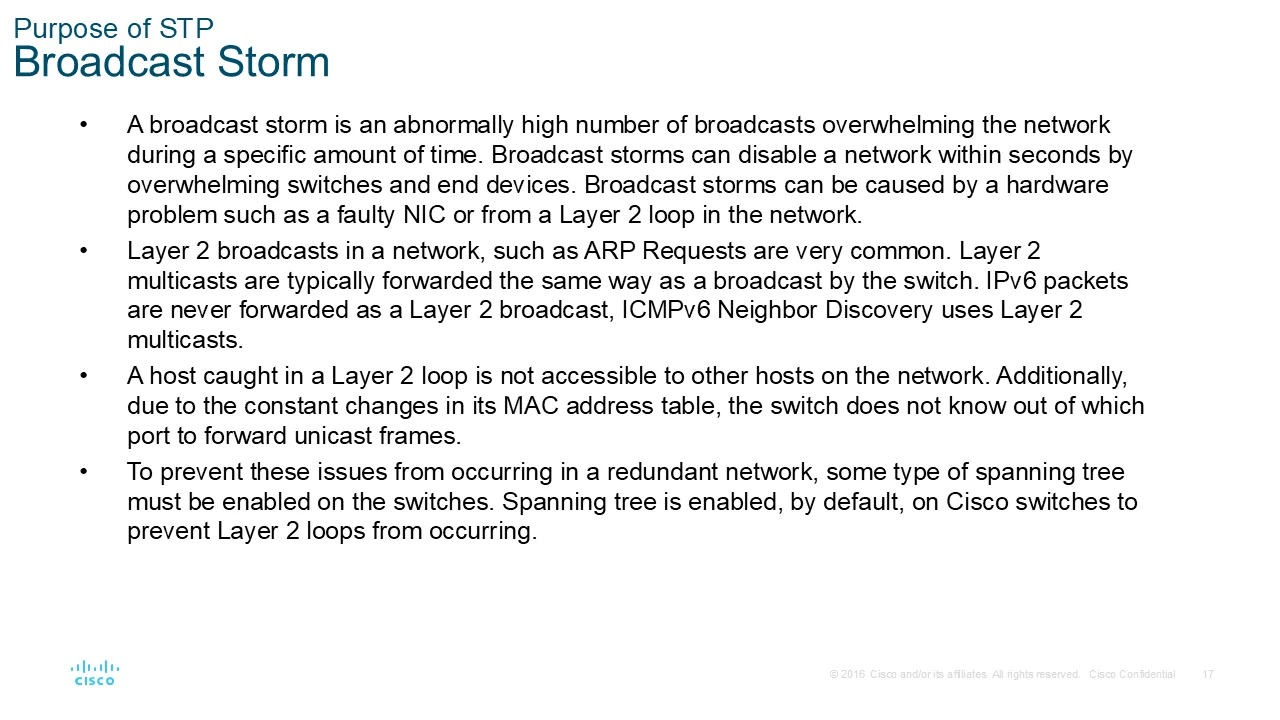 Purpose of STP
Broadcast Storm
• A broadcast storm is an abnormally high number of broadcasts overwhelming the network
during a specific amount of time. Broadcast storms can disable a network within seconds by
overwhelming switches and end devices. Broadcast storms can be caused by a hardware
problem such as a faulty NIC or from a Layer 2 loop in the network.
• Layer 2 broadcasts in a network, such as ARP Requests are very common. Layer 2
multicasts are typically forwarded the same way as a broadcast by the switch. IPv6 packets
are never forwarded as a Layer 2 broadcast, ICMPv6 Neighbor Discovery uses Layer 2
multicasts.
• A host caught in a Layer 2 loop is not accessible to other hosts on the network. Additionally,
due to the constant changes in its MAC address table, the switch does not know out of which
port to forward unicast frames.
• To prevent these issues from occurring in a redundant network, some type of spanning tree
must be enabled on the switches. Spanning tree is enabled, by default, on Cisco switches to
prevent Layer 2 loops from occurring.
CISCO
© 2016 Cisco and/or its affiliates. All rights reserved. Cisco Confidential 17